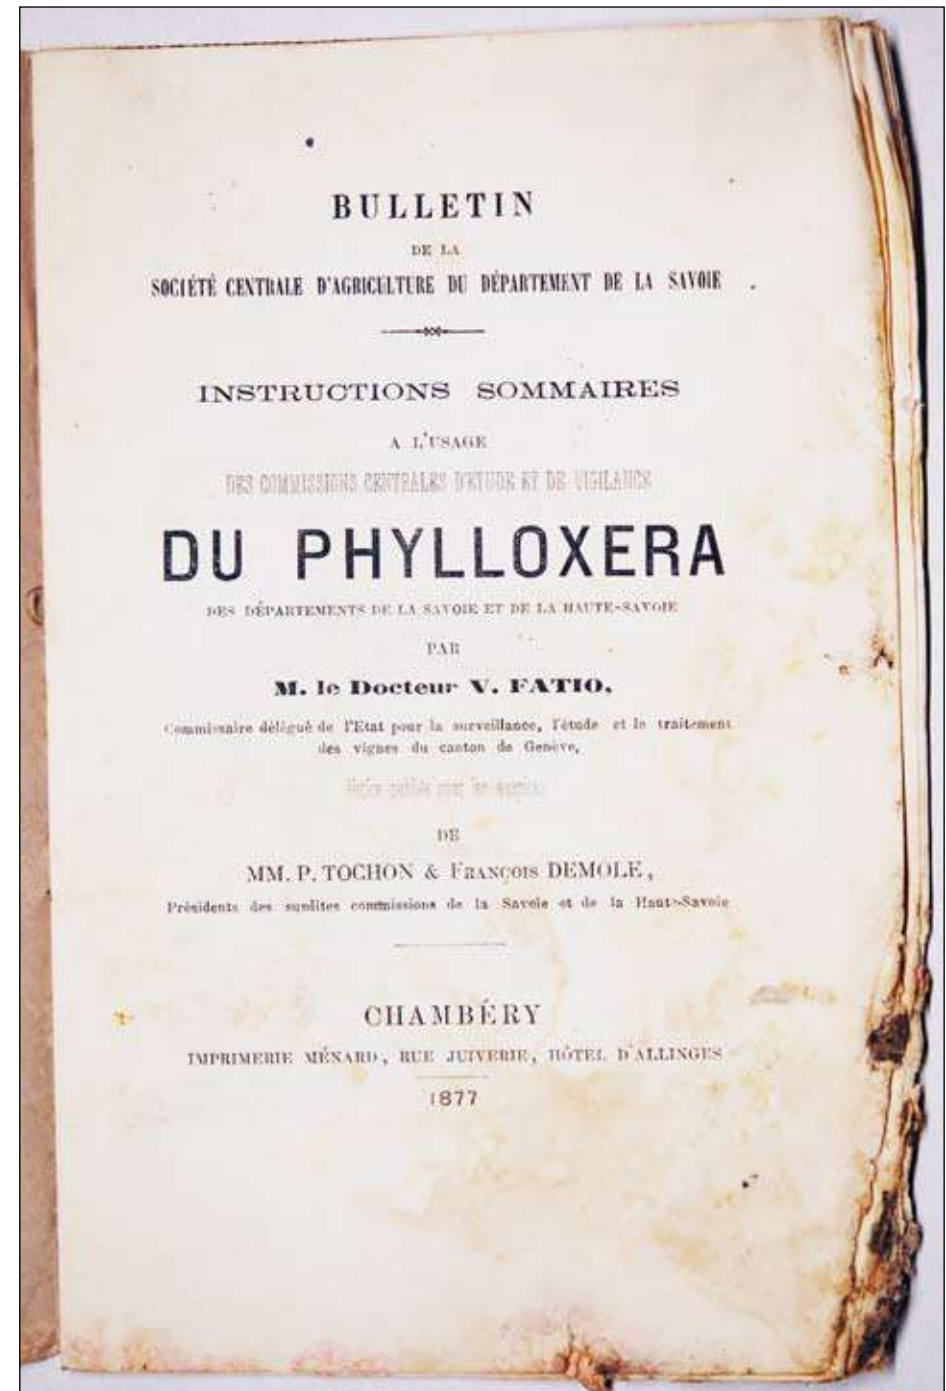 BULLETIN
DE LA
SOCIÉTÉ CENTRALE D'AGRICULTURE DU DÉPARTEMENT DE LA SAVOIE
INSTRUCTIONS SOMMAIRES
A L'USAGE
DES COMMISSIONS CENTRALES D'ETUDE ET DE VIGILANCE
DU PHYLLOXERA
DES DÉPARTEMENTS DE LA SAVOIE ET DE LA HAUTE-SAVOIE
PAR
M. le Docteur V. FATIO,
Commissaire délégué de l'Etat pour la surveillance, l'étude et le traitement
des vignes du canton de Genève,
DE
MM. P. TOCHON & FRANÇOIS DEMOLE,
Présidents des susdites commissions de la Savoie et de la Haute-Savoie
CHAMBÉRY
IMPRIMERIE MÉNARD, RUE JUIVERIE, HÔTEL D'ALLINGES
1877